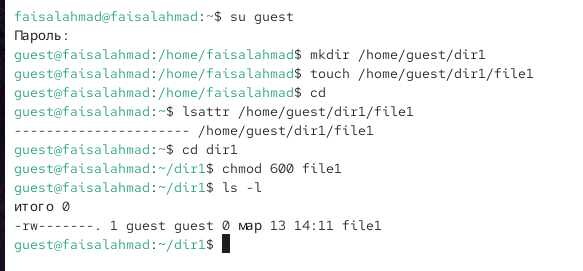 faisalahmad@faisalahmad:~$ su guest
Пароль:
guest@faisalahmad:/home/faisalahmad$ mkdir /home/guest/dir1
guest@faisalahmad:/home/faisalahmad$ touch /home/guest/dir1/file1
guest@faisalahmad:/home/faisalahmad$ cd
guest@faisalahmad:~$ lsattr /home/guest/dir1/file1
---------------------- /home/guest/dir1/file1
guest@faisalahmad:~$ cd dir1
guest@faisalahmad:~/dir1$ chmod 600 file1
guest@faisalahmad:~/dir1$ ls -l
итого 0
-rw-------. 1 guest guest 0 мар 13 14:11 file1
guest@faisalahmad:~/dir1$